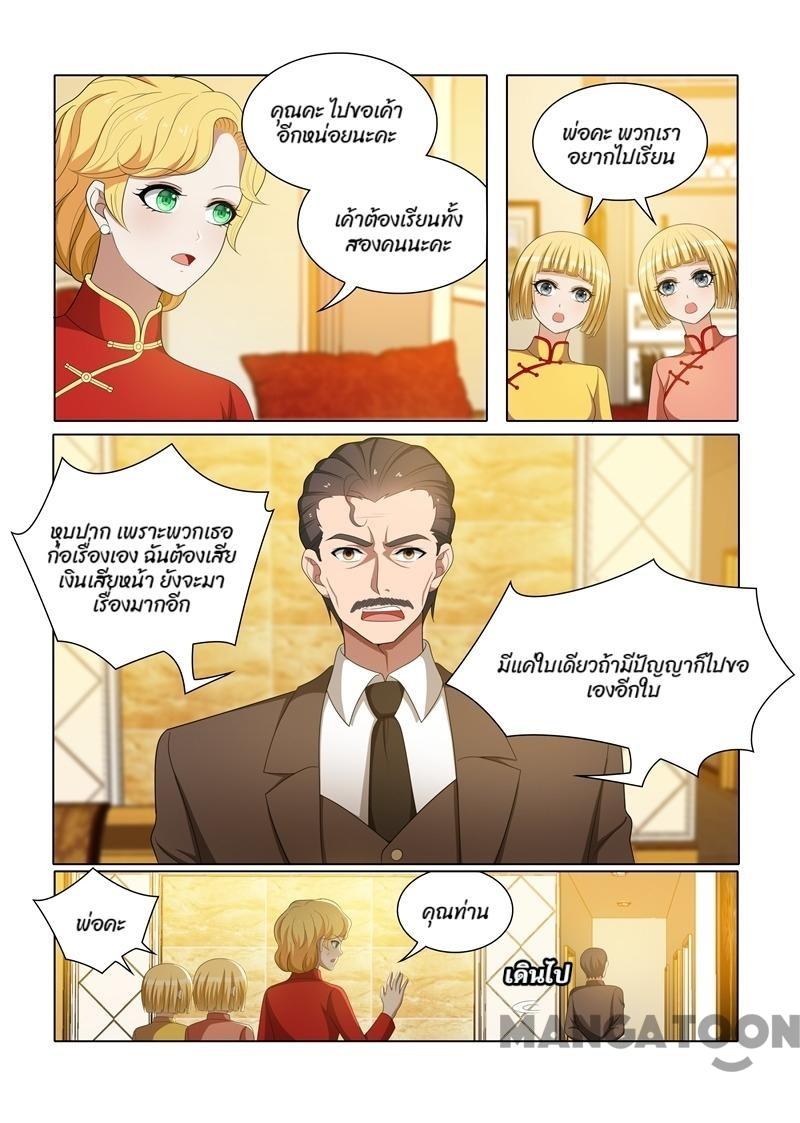 คุณคะ ไปขอเค้า
อีกหน่อยนะคะ
เค้าต้องเรียนทั้ง
สองคนนะคะ
พ่อคะ พวกเรา
อยากไปเรียน
หุบปาก เพราะพวกเธอ
ก่อเรื่องเอง ฉันต้องเสีย
เงินเสียหน้า ยังจะมา
เรื่องมากอีก
มีแค่ใบเดียวถ้ามีปัญญาก็ไปขอ
เองอีกใบ
พ่อคะ
คุณท่าน
เดินไป
MANGATOON